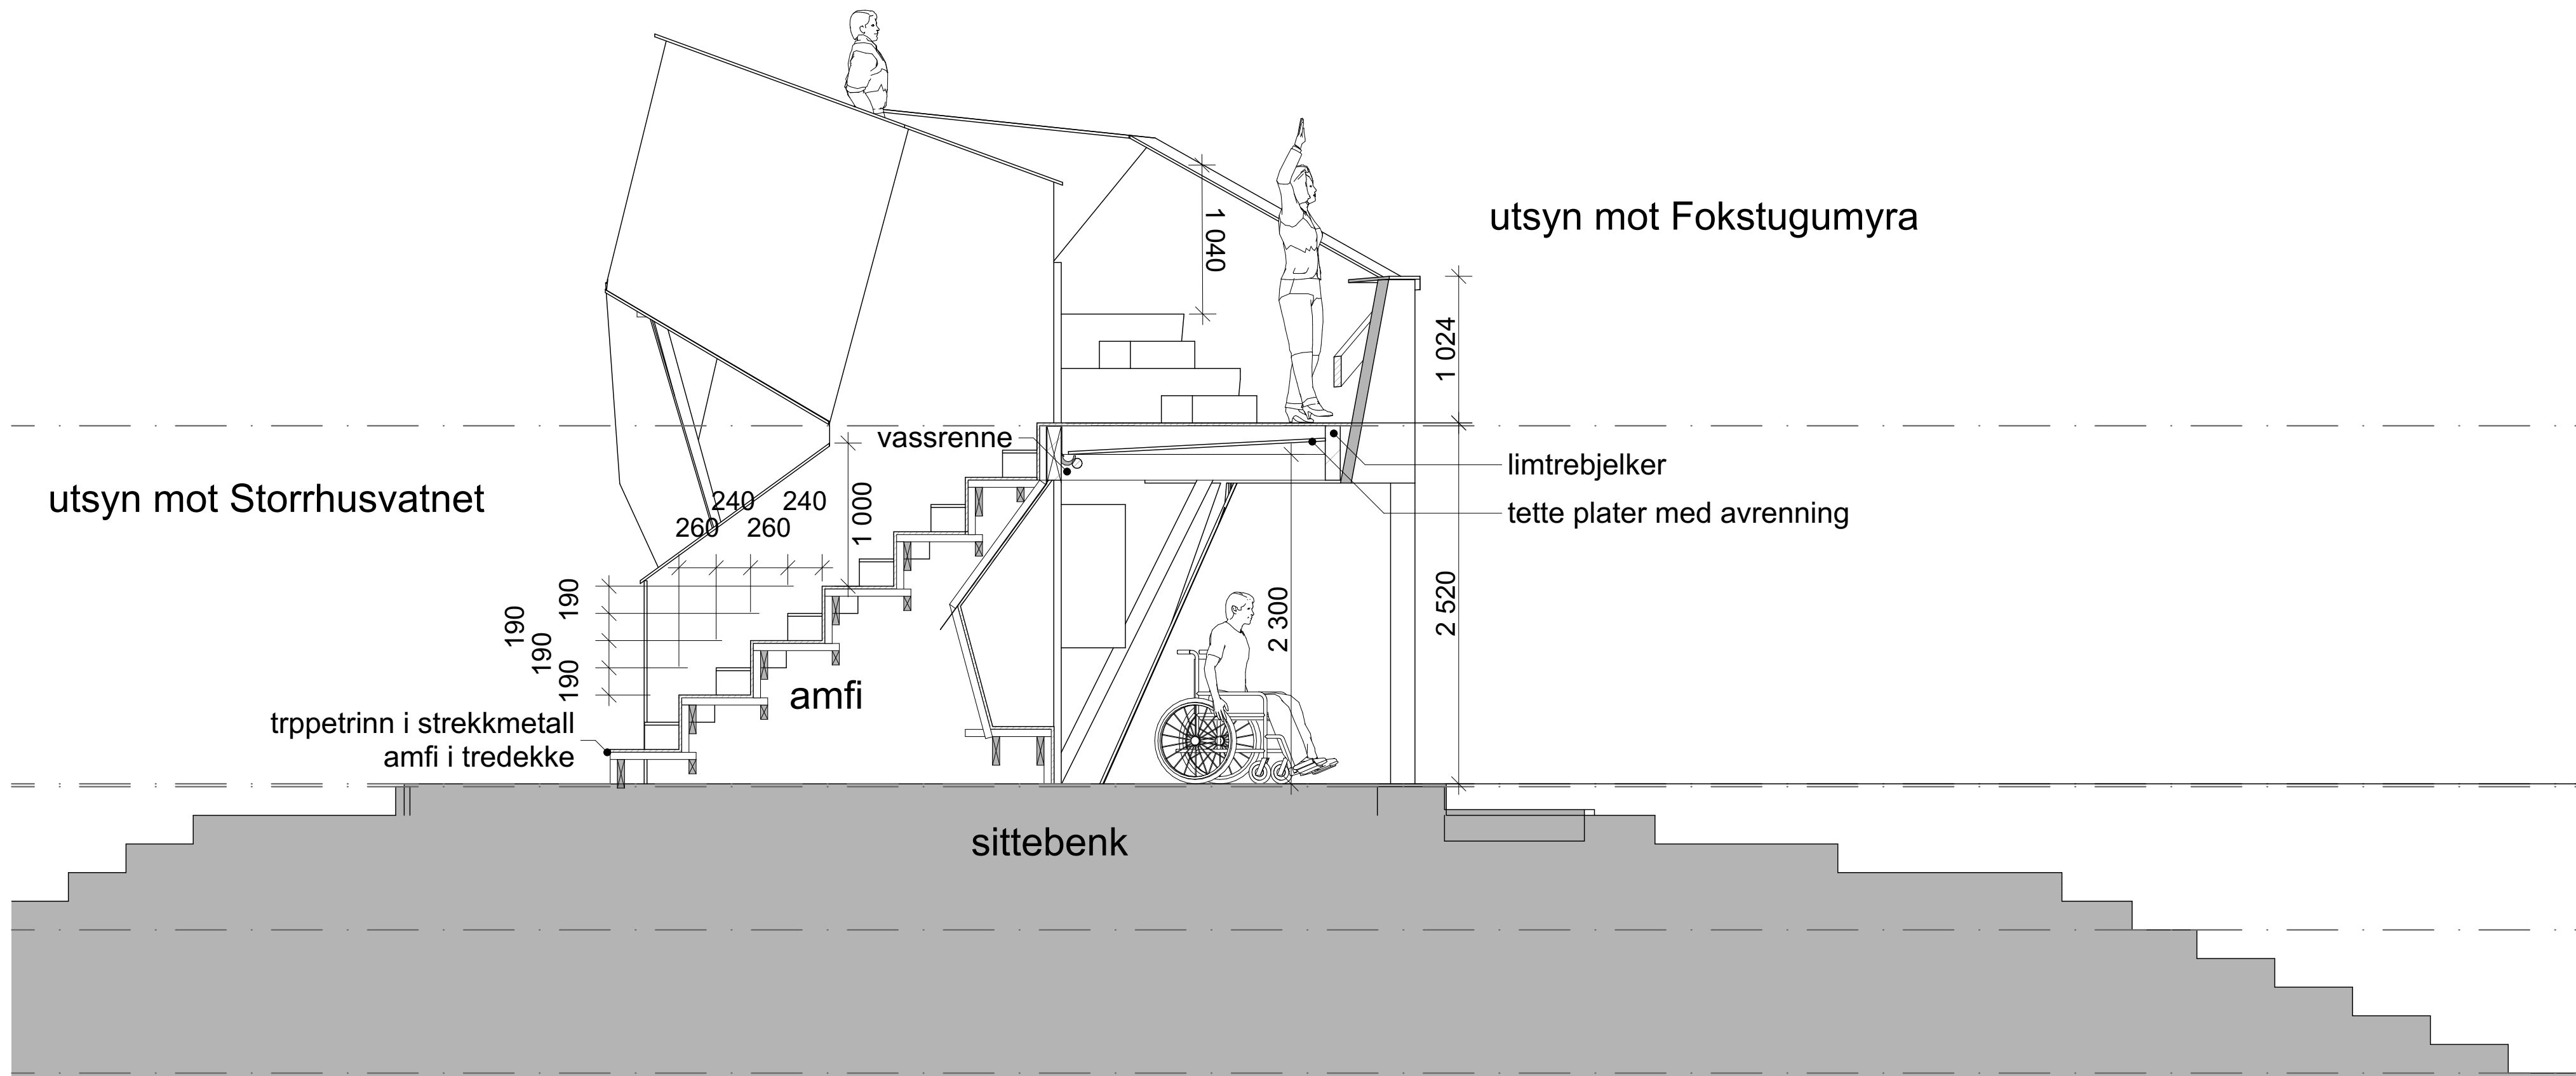 1 040
utsyn mot Fokstugumyra
1 024
vassrenne
limtrebjelker
utsyn mot Storrhusvatnet
240
240
260
260
1 000
tette plater med avrenning
190
190
190
190
2 300
2 520
amfi
trppetrinn i strekkmetall
amfi i tredekke
sittebenk